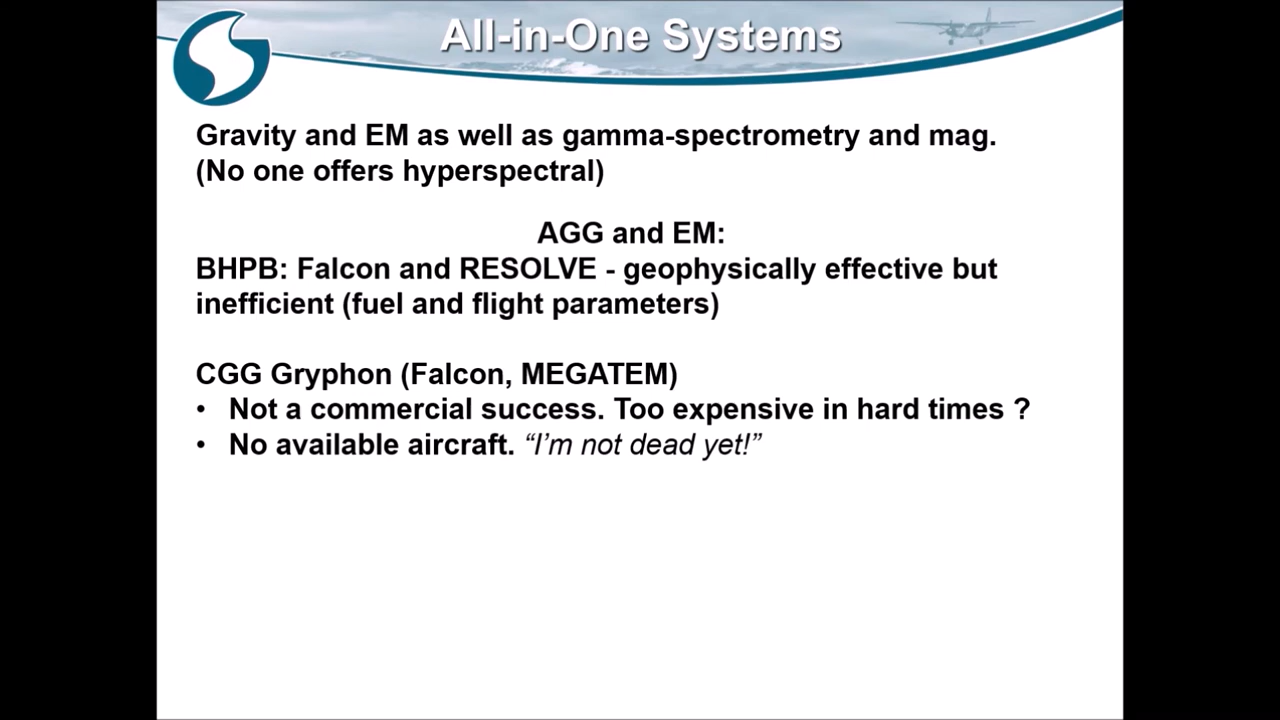 All-in-One Systems
Gravity and EM as well as gamma-spectrometry and mag.
(No one offers hyperspectral)
AGG and EM:
BHPB: Falcon and RESOLVE - geophysically effective but
inefficient (fuel and flight parameters)
CGG Gryphon (Falcon, MEGATEM)
• Not a commercial success. Too expensive in hard times ?
• No available aircraft. “I’m not dead yet!”